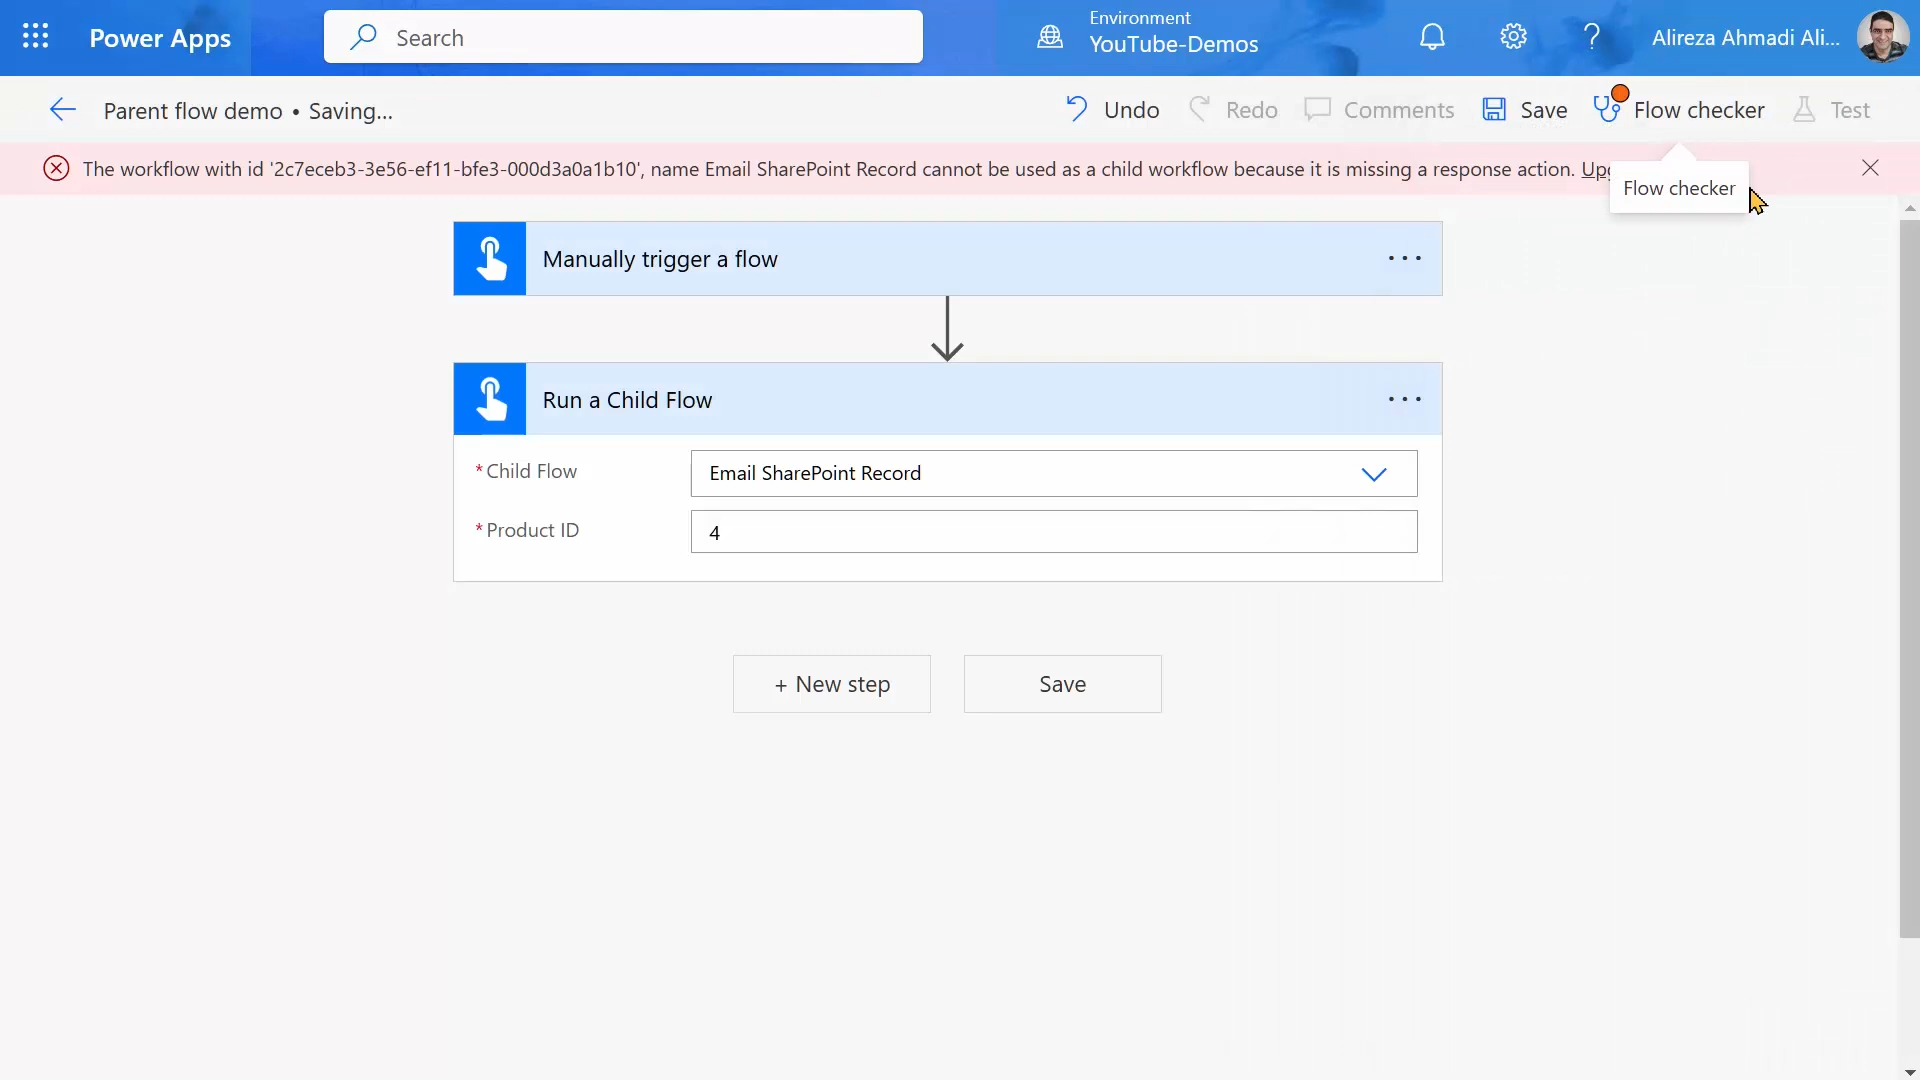 Power Apps
Search
Environment
YouTube-Demos
Alireza Ahmadi Ali...
Parent flow demo • Saving...
Undo
Redo
Comments
Save
Flow checker
Test
The workflow with id '2c7eceb3-3e56-ef11-bfe3-000d3a0a1b10', name Email SharePoint Record cannot be used as a child workflow because it is missing a response action.
Flow checker
Manually trigger a flow
Run a Child Flow
* Child Flow
Email SharePoint Record
* Product ID
4
+ New step
Save